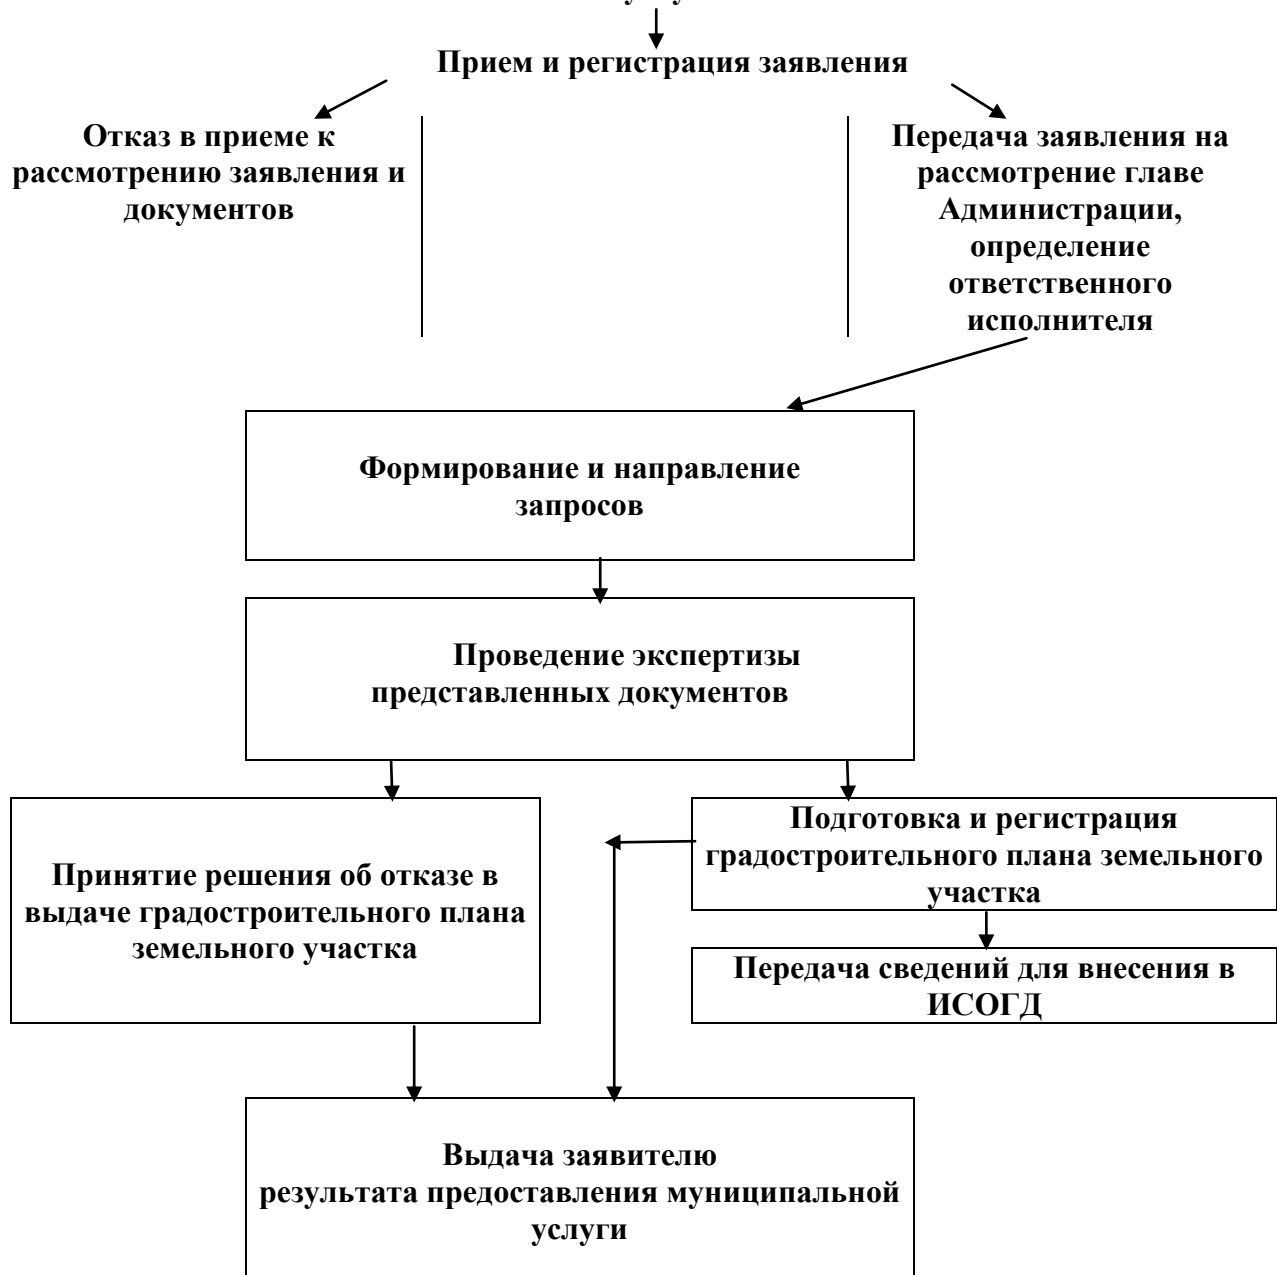 Прием и регистрация заявления
Отказ в приеме к
рассмотрению заявления и
документов
Передача заявления на
рассмотрение главе
Администрации,
определение
ответственного
исполнителя
Формирование и направление
запросов
Проведение экспертизы
представленных документов
Принятие решения об отказе в
выдаче градостроительного плана
земельного участка
Подготовка и регистрация
градостроительного плана земельного
участка
Передача сведений для внесения в
ИСОГД
Выдача заявителю
результата предоставления муниципальной
услуги